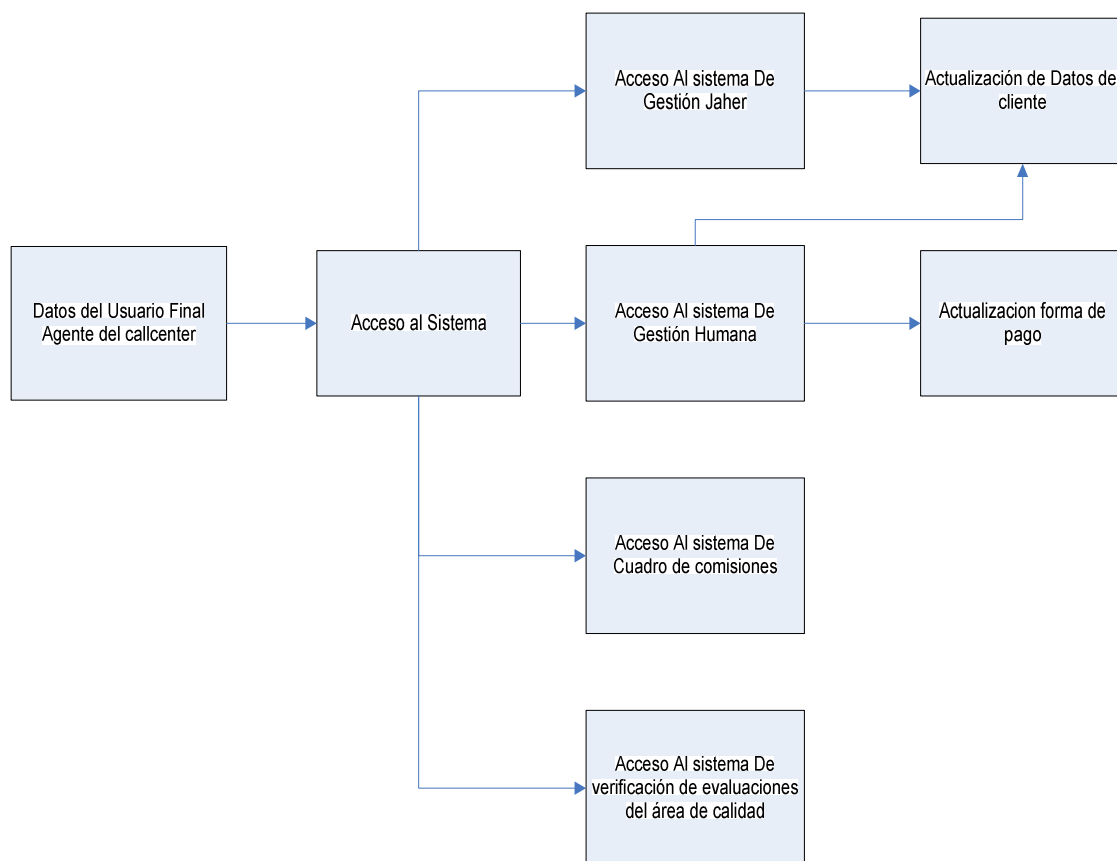 Acceso Al sistema De
Gestión Jaher
Actualización de Datos de
cliente
Datos del Usuario Final
Agente del callcenter
Acceso al Sistema
Acceso Al sistema De
Gestión Humana
Actualizacion forma de
pago
Acceso Al sistema De
Cuadro de comisiones
Acceso Al sistema De
verificación de evaluaciones
del área de calidad